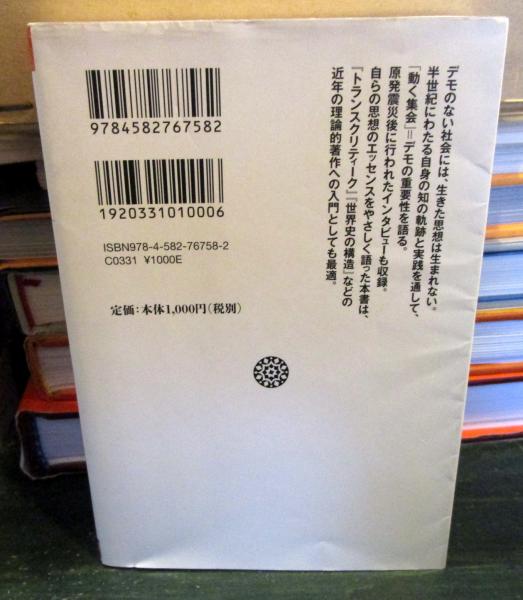 デモのない社会には、生きた思想は生まれない。
半世紀にわたる自身の知の軌跡と実践を通して、
「動く集会」=デモの重要性を語る。
原発震災後に行われたインタビューも収録。
自らの思想のエッセンスをやさしく語った本書は、
『トランスクリティーク』『世界史の構造』などの
近年の理論的著作への入門としても最適。
9784582767582
1920331010006
ISBN978-4-582-76758-2
C0331 ¥1000E
定価:本体1,000円(税別)